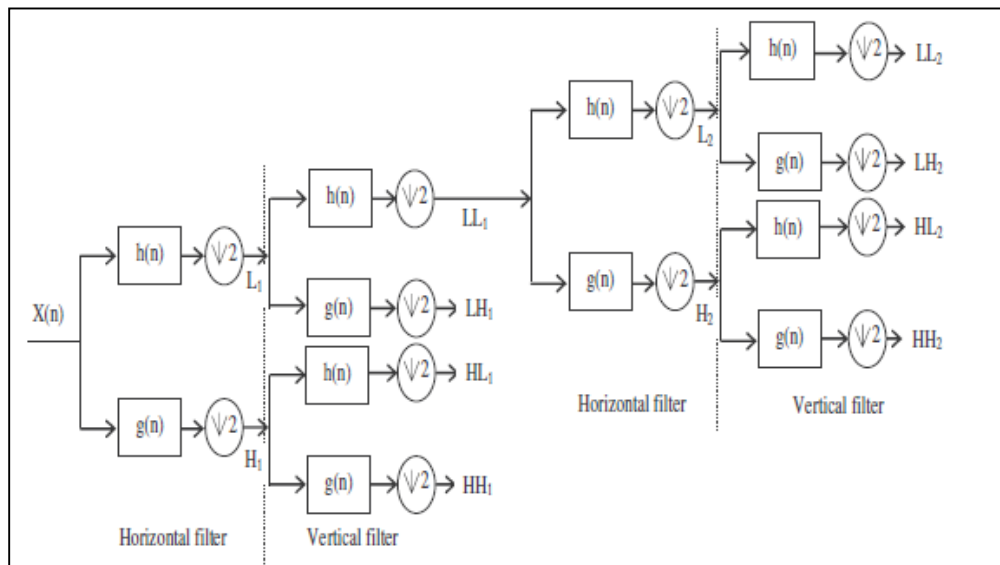 h(n) ↓2 LL₂
h(n) ↓2 L₂
g(n) ↓2 LH₂
h(n) ↓2 LL₁
h(n) ↓2 HL₂
h(n) ↓2 L₁
g(n) ↓2 H₂
X(n)
g(n) ↓2 LH₁
g(n) ↓2 HH₂
h(n) ↓2 HL₁
Horizontal filter Vertical filter
g(n) ↓2 H₁
g(n) ↓2 HH₁
Horizontal filter Vertical filter